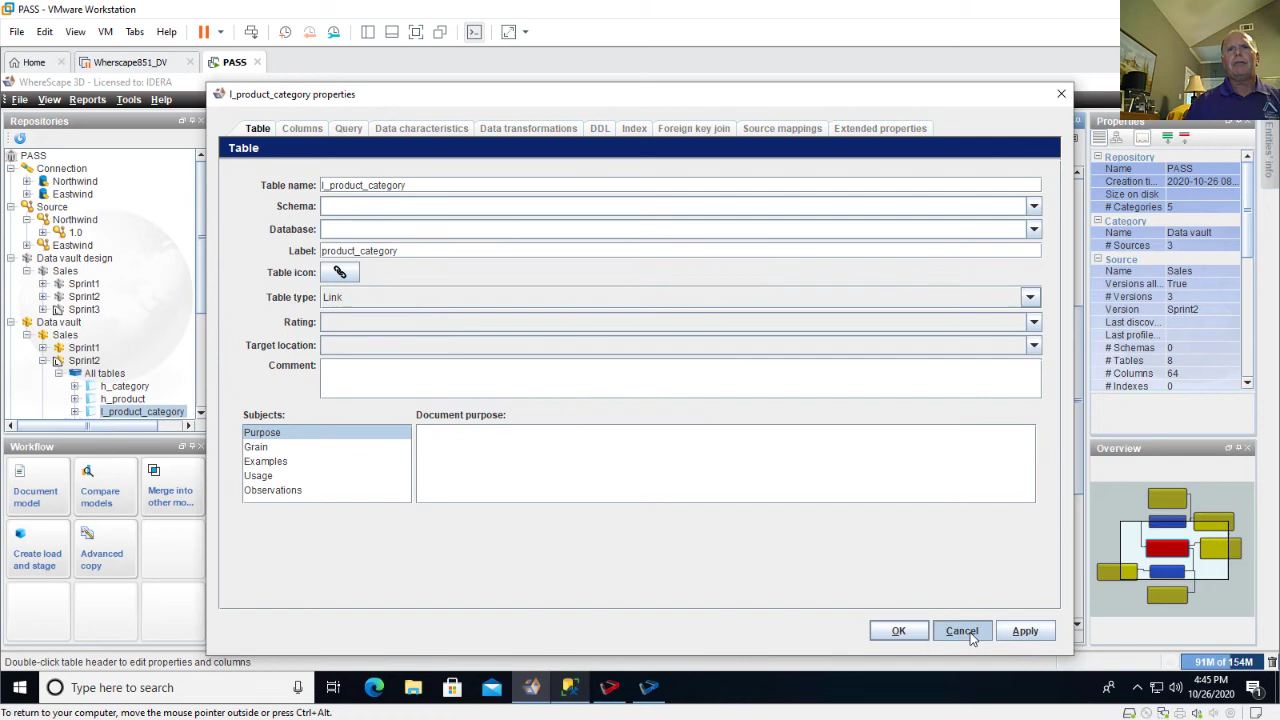 PASS - VMware Workstation
File Edit View VM Tabs Help
Home Wherscape851_DV PASS
WhereScape 3D - Licensed to: IDERA
File View Reports Tools Help
Repositories
PASS
Connection
Northwind
Eastwind
Source
Northwind
1.0
Eastwind
Data vault design
Sales
Sprint1
Sprint2
Sprint3
Data vault
Sales
Sprint1
Sprint2
All tables
h_category
h_product
l_product_category
Workflow
Document model
Compare models
Merge into other mo...
Create load and stage
Advanced copy
l_product_category properties
Table Columns Query Data characteristics Data transformations DDL Index Foreign key join Source mappings Extended properties
Table
Table name: l_product_category
Schema:
Database:
Label: product_category
Table icon:
Table type: Link
Rating:
Target location:
Comment:
Subjects: Document purpose:
Purpose
Grain
Examples
Usage
Observations
OK Cancel Apply
Properties
Repository
Name PASS
Creation ti... 2020-10-26 08...
Size on disk
# Categories 5
Category
Name Data vault
# Sources 3
Source
Name Sales
Versions all... True
# Versions 3
Version Sprint2
Last discov...
Last profile...
# Schemas 0
# Tables 8
# Columns 64
# Indexes 0
Entities' info
Overview
Double-click table header to edit properties and columns
91M of 154M
Type here to search
4:45 PM
10/26/2020
1
To return to your computer, move the mouse pointer outside or press Ctrl+Alt.